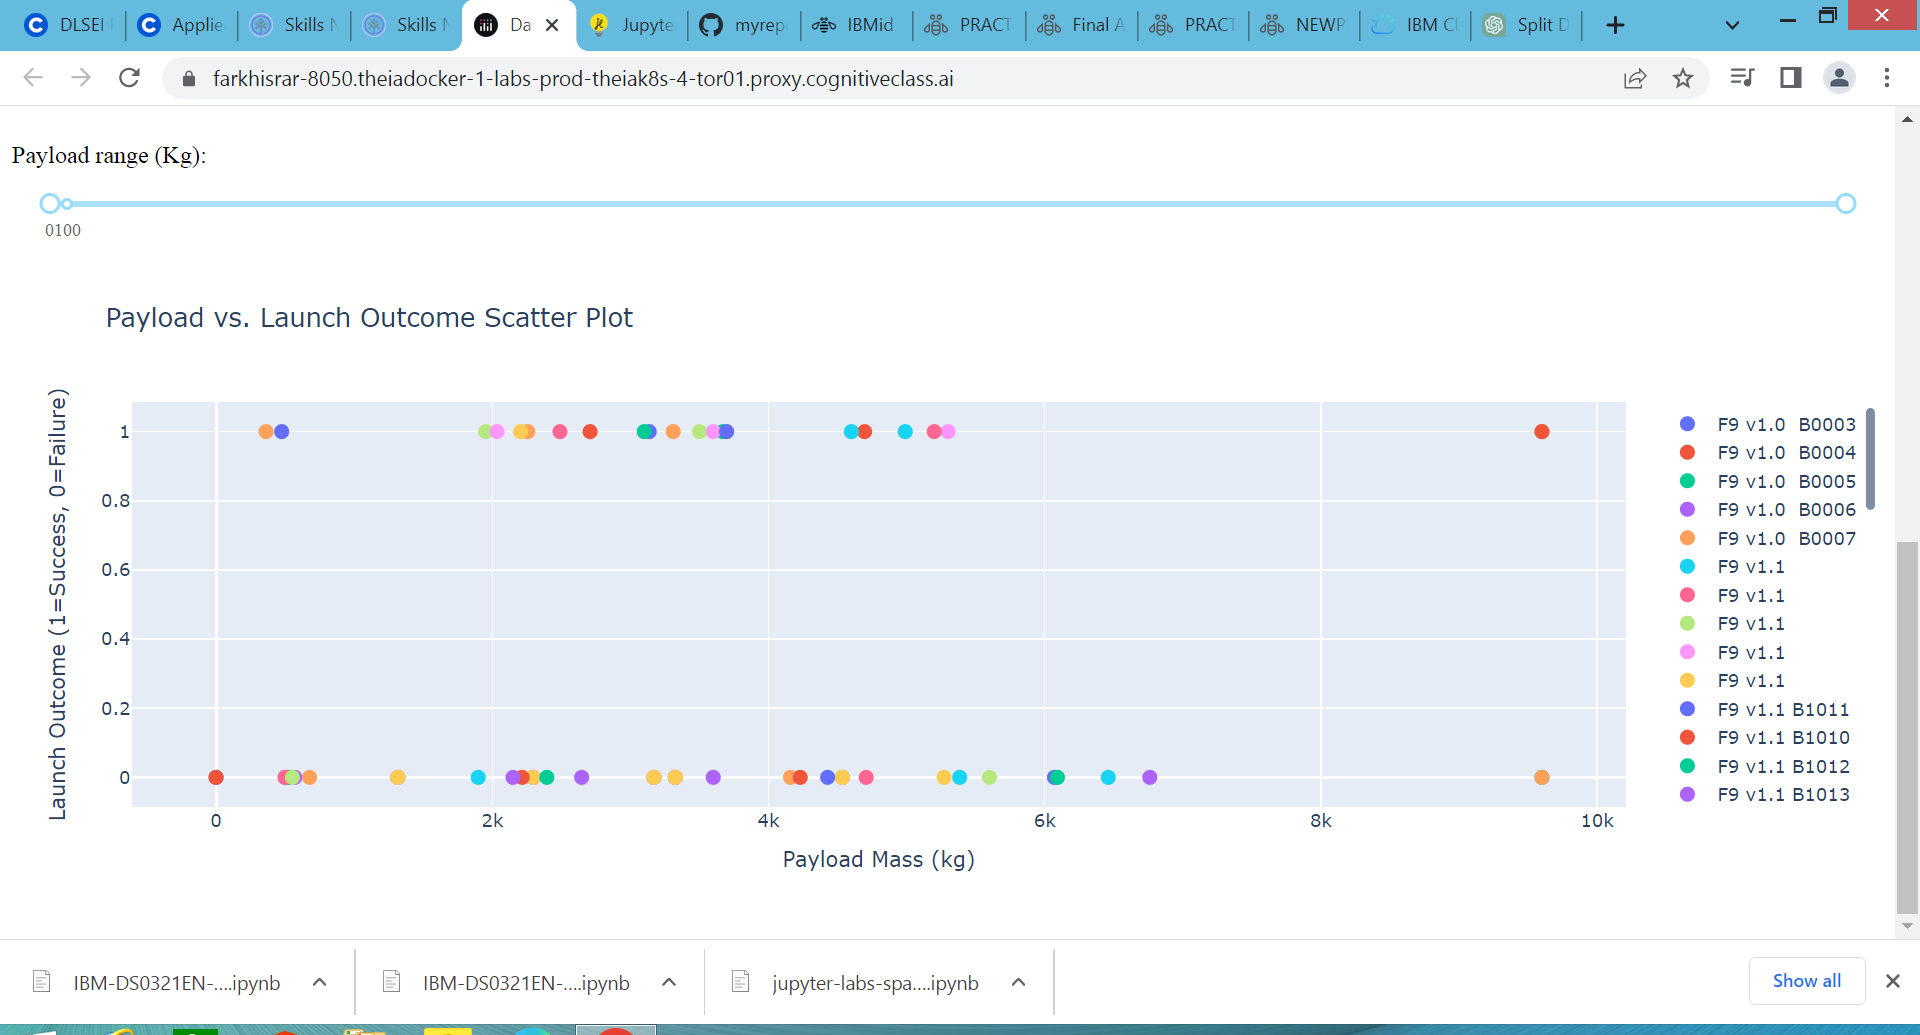 DLSEI
Applie
Skills N
Skills N
Da
Jupyte
myrep
IBMid
PRACT
Final A
PRACT
NEWP
IBM Cl
Split D
farkhisrar-8050.theiadocker-1-labs-prod-theiak8s-4-tor01.proxy.cognitiveclass.ai
Payload range (Kg):
0100
Payload vs. Launch Outcome Scatter Plot
Launch Outcome (1=Success, 0=Failure)
1
0.8
0.6
0.4
0.2
0
0
2k
4k
6k
8k
10k
Payload Mass (kg)
F9 v1.0 B0003
F9 v1.0 B0004
F9 v1.0 B0005
F9 v1.0 B0006
F9 v1.0 B0007
F9 v1.1
F9 v1.1
F9 v1.1
F9 v1.1
F9 v1.1
F9 v1.1 B1011
F9 v1.1 B1010
F9 v1.1 B1012
F9 v1.1 B1013
IBM-DS0321EN-....ipynb
IBM-DS0321EN-....ipynb
jupyter-labs-spa....ipynb
Show all